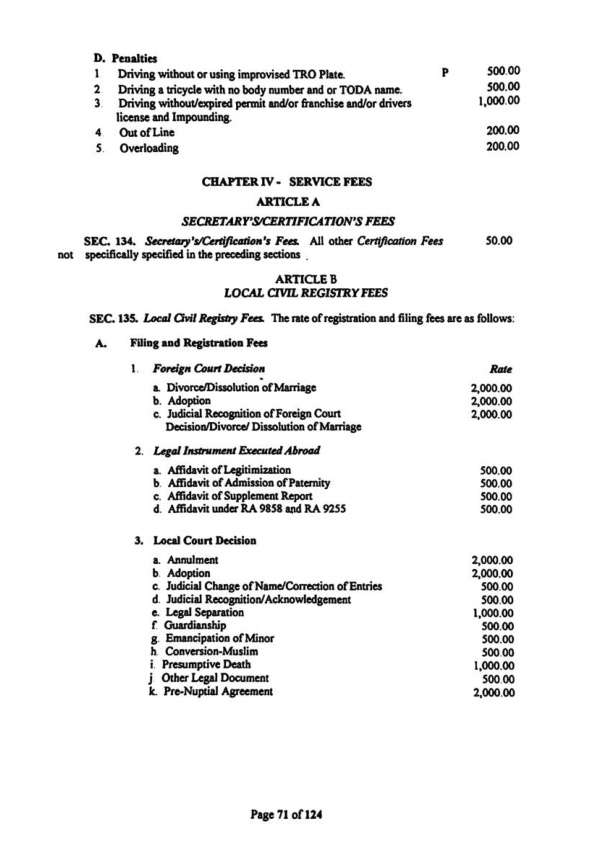 D. Penalties
1 Driving without or using improvised TRO Plate. P 500.00
2 Driving a tricycle with no body number and or TODA name. 500.00
3. Driving without/expired permit and/or franchise and/or drivers 1,000.00
license and Impounding.
4 Out of Line 200.00
5. Overloading 200.00
CHAPTER IV - SERVICE FEES
ARTICLE A
SECRETARY'S/CERTIFICATION'S FEES
SEC. 134. Secretary's/Certification's Fees. All other Certification Fees 50.00
not specifically specified in the preceding sections .
ARTICLE B
LOCAL CIVIL REGISTRY FEES
SEC. 135. Local Civil Registry Fees. The rate of registration and filing fees are as follows:
A. Filing and Registration Fees
1. Foreign Court Decision Rate
a. Divorce/Dissolution of Marriage 2,000.00
b. Adoption 2,000.00
c. Judicial Recognition of Foreign Court 2,000.00
Decision/Divorce/ Dissolution of Marriage
2. Legal Instrument Executed Abroad
a. Affidavit of Legitimization 500.00
b. Affidavit of Admission of Paternity 500.00
c. Affidavit of Supplement Report 500.00
d. Affidavit under RA 9858 and RA 9255 500.00
3. Local Court Decision
a. Annulment 2,000.00
b. Adoption 2,000.00
c. Judicial Change of Name/Correction of Entries 500.00
d. Judicial Recognition/Acknowledgement 500.00
e. Legal Separation 1,000.00
f. Guardianship 500.00
g. Emancipation of Minor 500.00
h. Conversion-Muslim 500.00
i. Presumptive Death 1,000.00
j Other Legal Document 500.00
k. Pre-Nuptial Agreement 2,000.00
Page 71 of 124